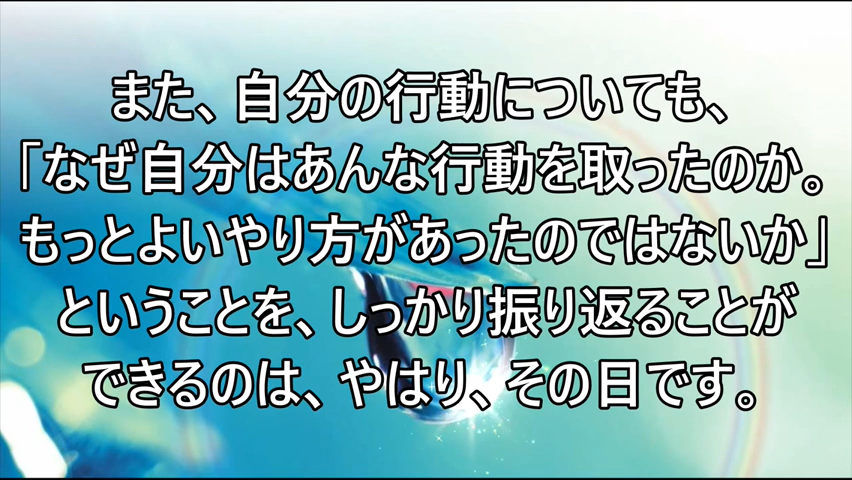 また、自分の行動についても、
「なぜ自分はあんな行動を取ったのか。
もっとよいやり方があったのではないか」
ということを、しっかり振り返ることが
できるのは、やはり、その日です。